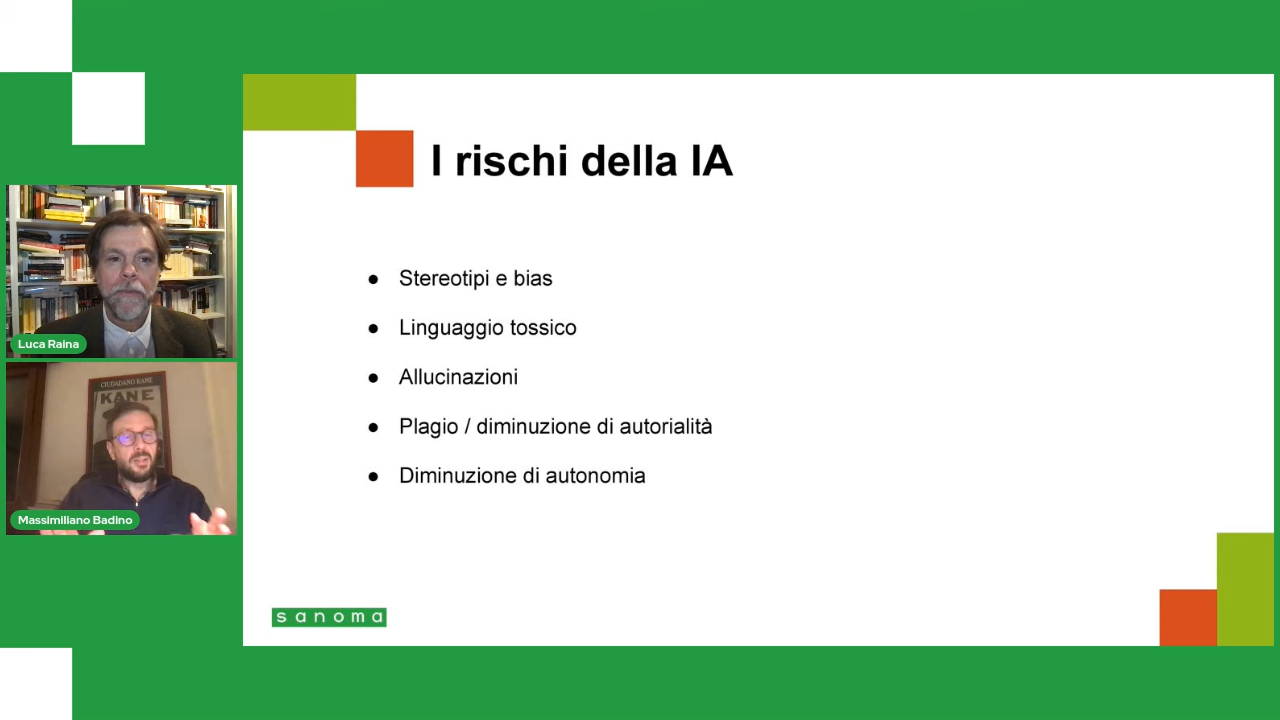 I rischi della IA
Stereotipi e bias
Linguaggio tossico
Allucinazioni
Plagio / diminuzione di autorialità
Diminuzione di autonomia
sanoma
Luca Raina
CIUDADANO KANE
KANE
Massimiliano Badino